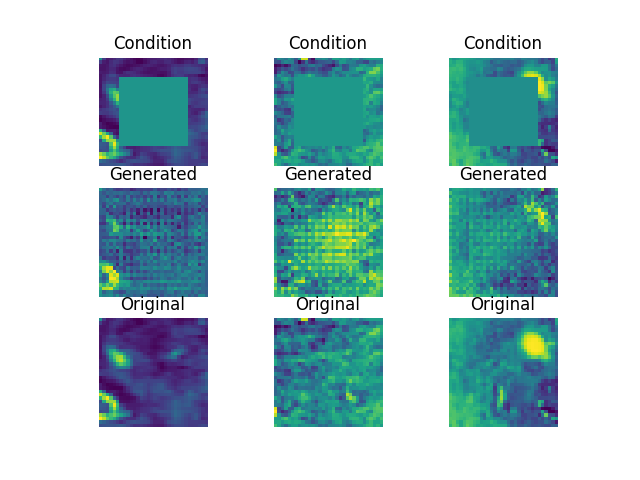 Condition Condition Condition
Generated Generated Generated
Original Original Original